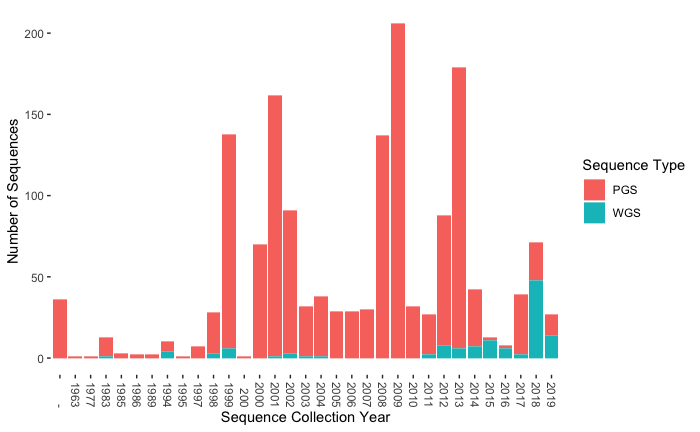 Number of Sequences
200
150
100
50
0
- 1963 1977 1983 1985 1986 1989 1994 1995 1997 1998 1999 200 2000 2001 2002 2003 2004 2005 2006 2007 2008 2009 2010 2011 2012 2013 2014 2015 2016 2017 2018 2019
Sequence Collection Year
Sequence Type
PGS
WGS